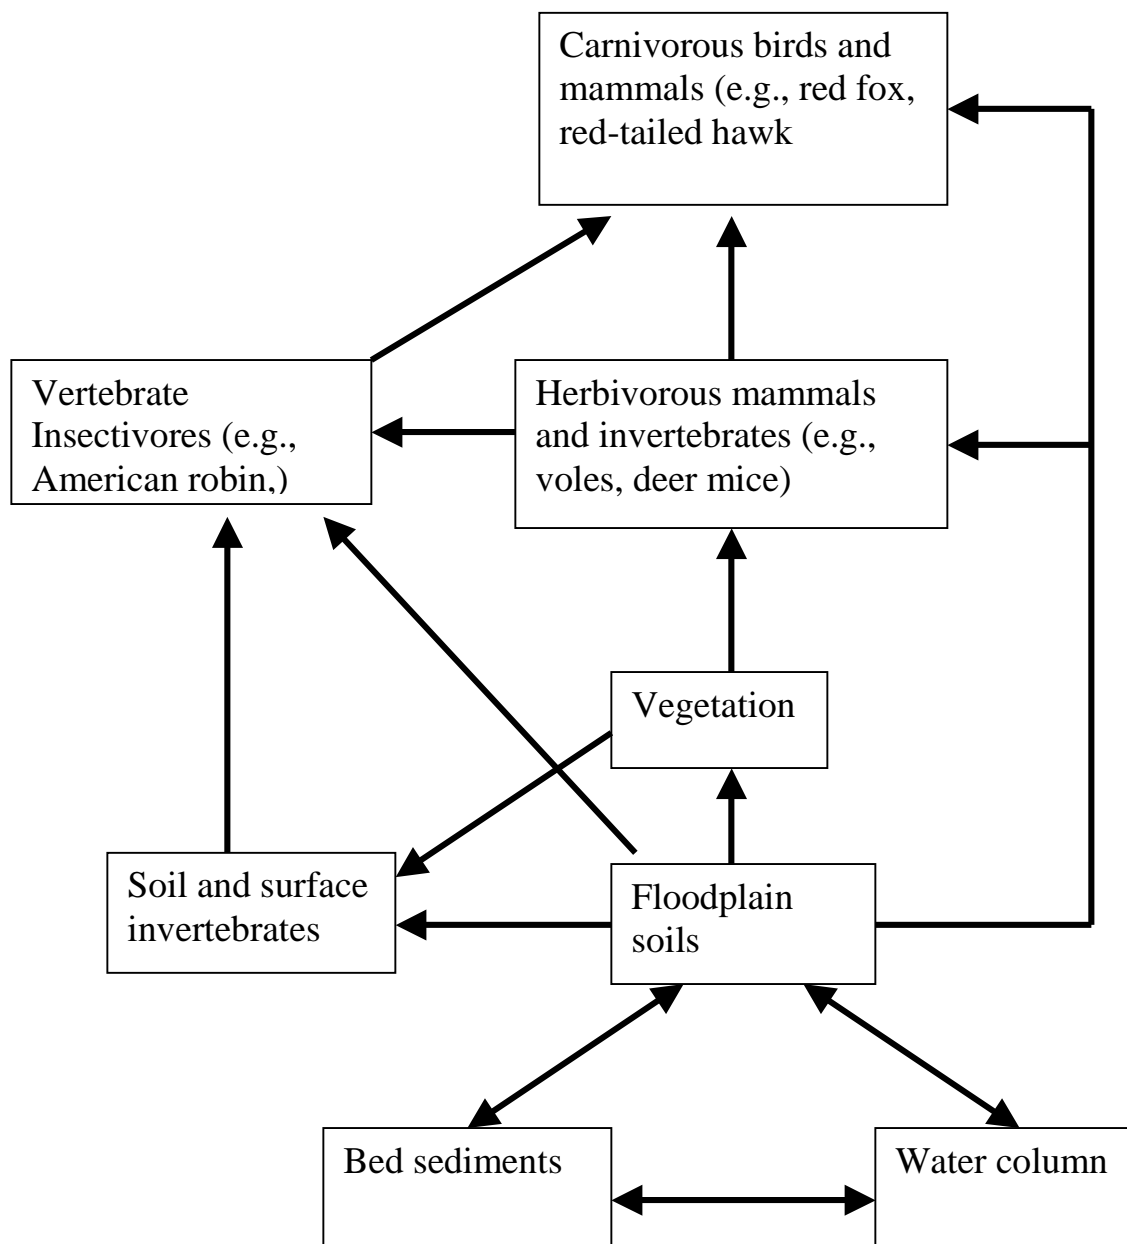 Carnivorous birds and
mammals (e.g., red fox,
red-tailed hawk
Vertebrate
Insectivores (e.g.,
American robin,)
Herbivorous mammals
and invertebrates (e.g.,
voles, deer mice)
Vegetation
Soil and surface
invertebrates
Floodplain
soils
Bed sediments
Water column